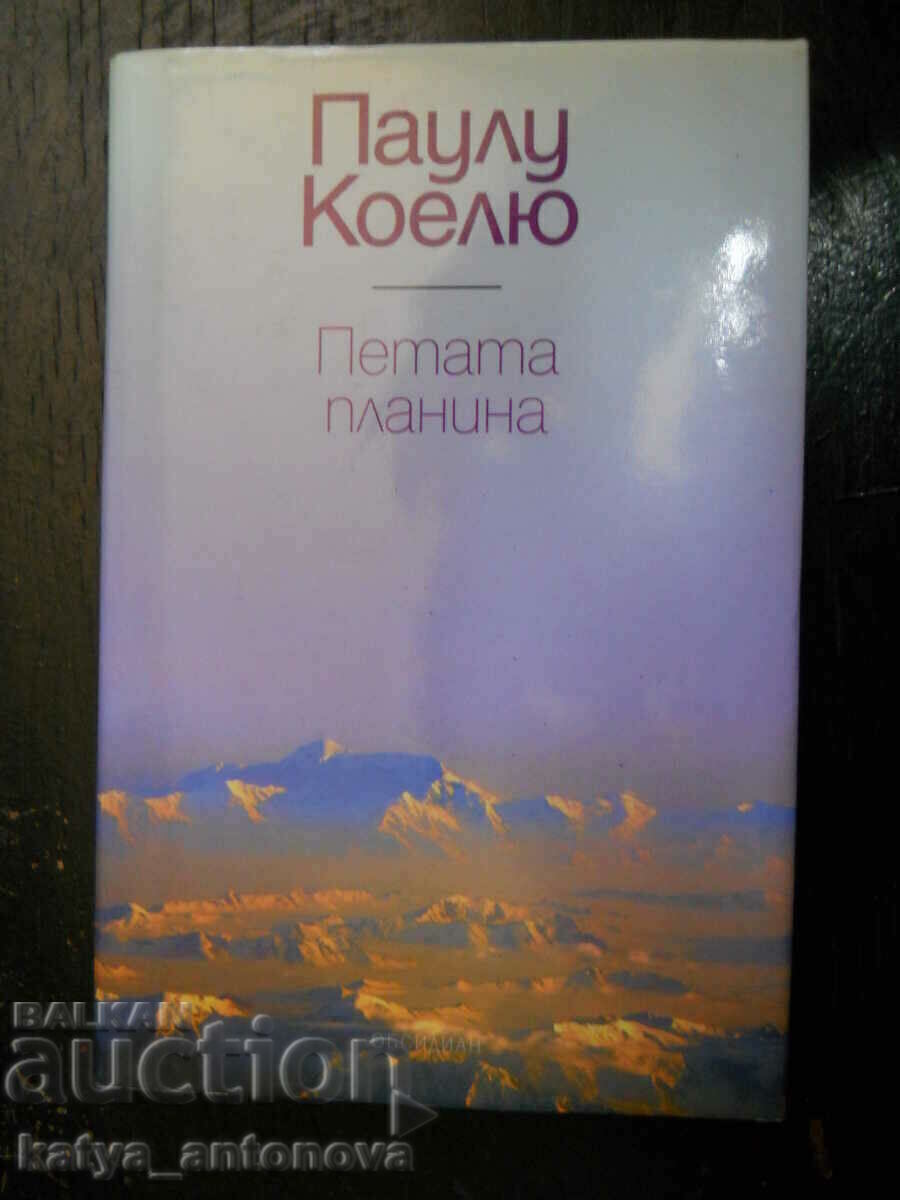 Паулу
Коелю
Петата
планина
ОБСИДИАН
BALKAN
auction
katya_antonova